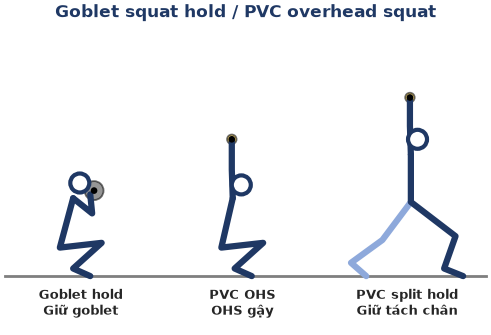 Goblet squat hold / PVC overhead squat
Goblet hold
Giữ goblet
PVC OHS
OHS gậy
PVC split hold
Giữ tách chân